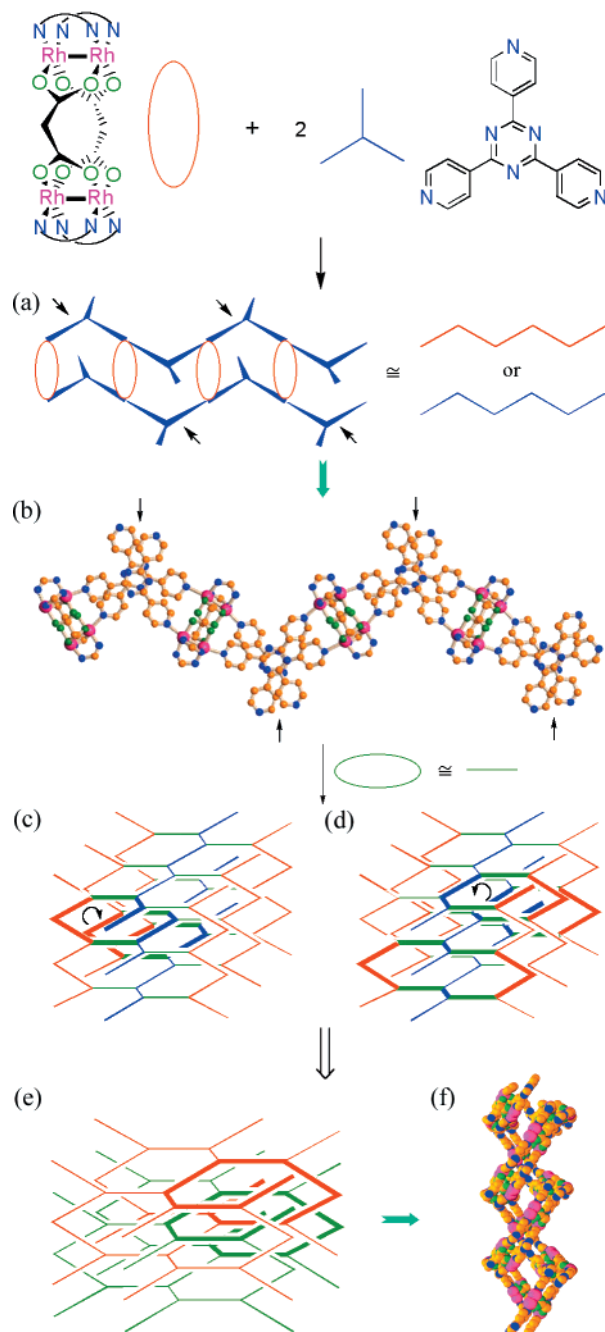 N N N N
Rh Rh
O O O O
O O O O
Rh Rh
N N N N
+ 2
N
N N
N
N N
(a)
≅
or
(b)
≅
(c)
(d)
(e)
(f)